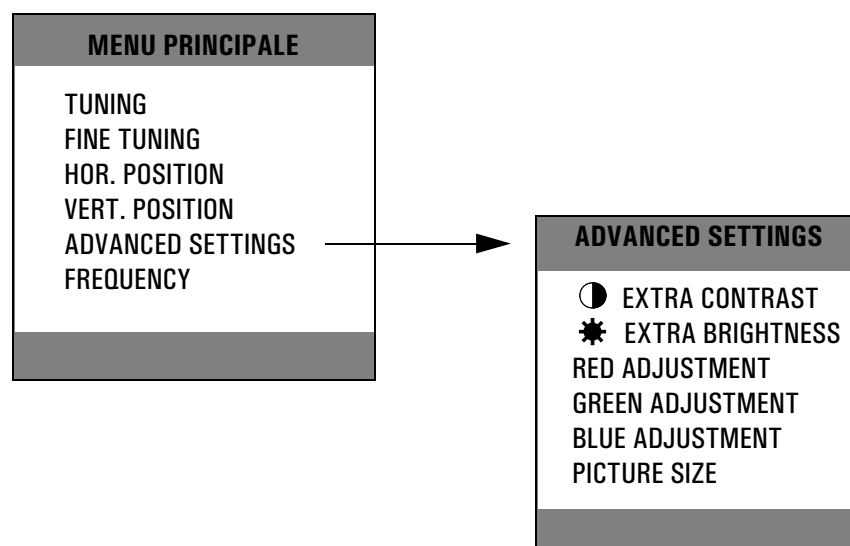 MENU PRINCIPALE
TUNING
FINE TUNING
HOR. POSITION
VERT. POSITION
ADVANCED SETTINGS
FREQUENCY
ADVANCED SETTINGS
EXTRA CONTRAST
EXTRA BRIGHTNESS
RED ADJUSTMENT
GREEN ADJUSTMENT
BLUE ADJUSTMENT
PICTURE SIZE